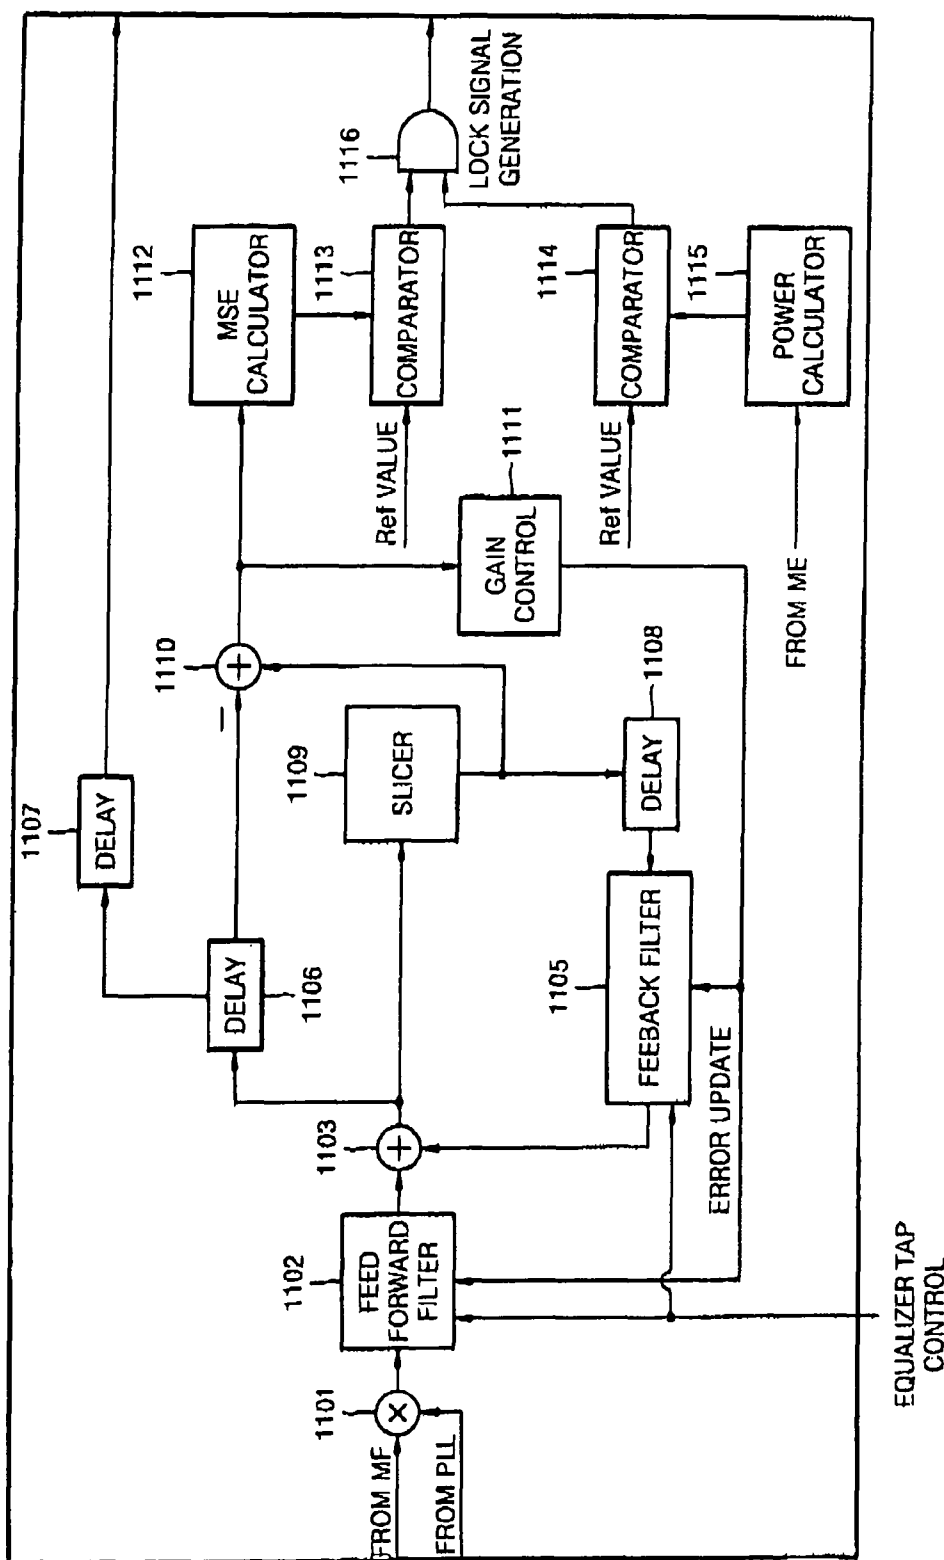 FROM MF
FROM PLL
1101
1102
FEED
FORWARD
FILTER
1103
EQUALIZER TAP
CONTROL
ERROR UPDATE
1105
FEEBACK FILTER
1106
DELAY
1107
DELAY
1108
DELAY
1109
SLICER
1110
−
1111
GAIN
CONTROL
1112
MSE
CALCULATOR
1113
COMPARATOR
Ref VALUE
1114
COMPARATOR
Ref VALUE
1115
POWER
CALCULATOR
FROM ME
1116
LOCK SIGNAL
GENERATION